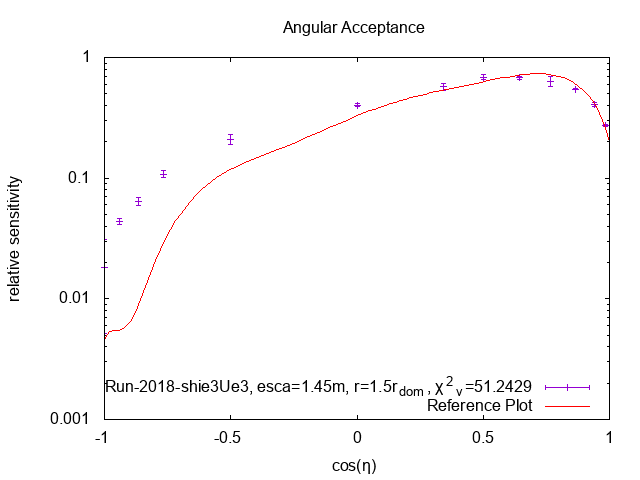 Angular Acceptance
1
0.1
0.01
0.001
relative sensitivity
Run-2018-shie3Ue3, esca=1.45m, r=1.5r_dom, χ²_ν=51.2429
Reference Plot
-1 -0.5 0 0.5 1
cos(η)